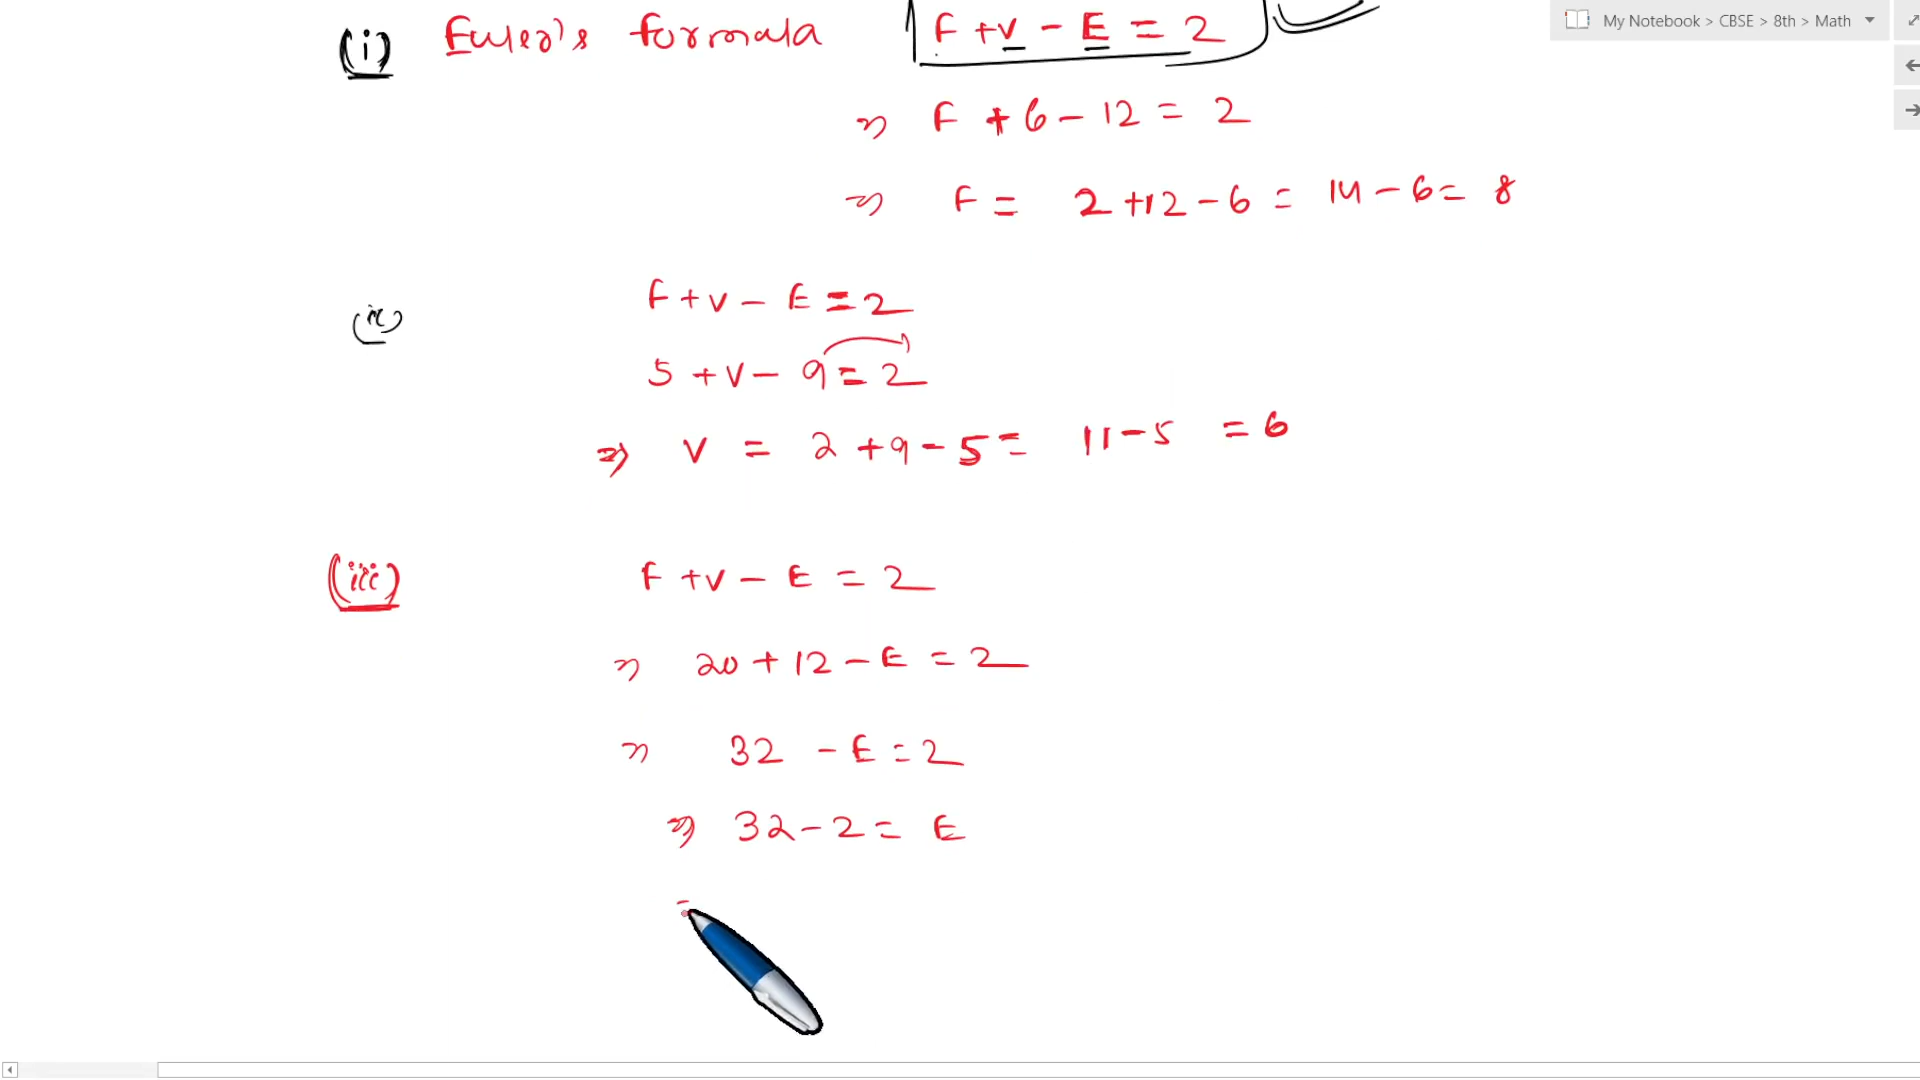 My Notebook > CBSE > 8th > Math
(i) Euler's formala F + V - E = 2
⇒ F + 6 - 12 = 2
⇒ F = 2 + 12 - 6 = 14 - 6 = 8
(ii) F + V - E = 2
5 + V - 9 = 2
⇒ V = 2 + 9 - 5 = 11 - 5 = 6
(iii) F + V - E = 2
⇒ 20 + 12 - E = 2
⇒ 32 - E = 2
⇒ 32 - 2 = E